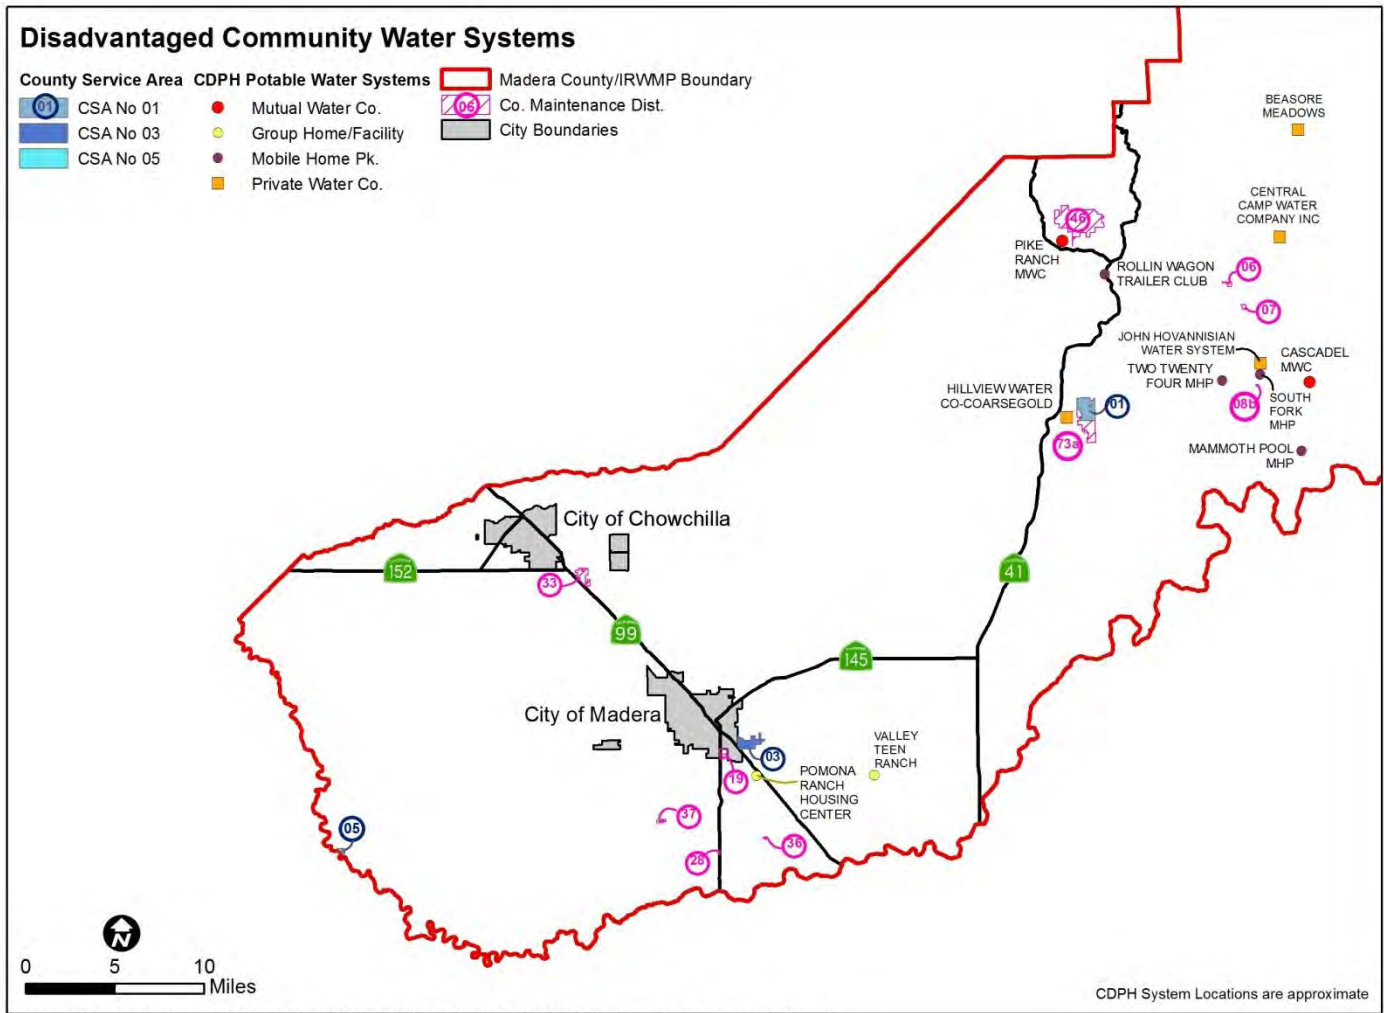 Disadvantaged Community Water Systems
County Service Area
01
CSA No 01
CSA No 03
CSA No 05
CDPH Potable Water Systems
Mutual Water Co.
Group Home/Facility
Mobile Home Pk.
Private Water Co.
Madera County/IRWMP Boundary
06
Co. Maintenance Dist.
City Boundaries
BEASORE
MEADOWS
CENTRAL
CAMP WATER
COMPANY INC
46
PIKE
RANCH
MWC
ROLLIN WAGON
TRAILER CLUB
06
07
JOHN HOVANNISIAN
WATER SYSTEM
CASCADEL
MWC
TWO TWENTY
FOUR MHP
08b
SOUTH
FORK
MHP
HILLVIEW WATER
CO-COARSEGOLD
01
73a
MAMMOTH POOL
MHP
City of Chowchilla
152
33
41
99
145
City of Madera
03
19
VALLEY
TEEN
RANCH
POMONA
RANCH
HOUSING
CENTER
37
36
28
05
N
0 5 10
Miles
CDPH System Locations are approximate